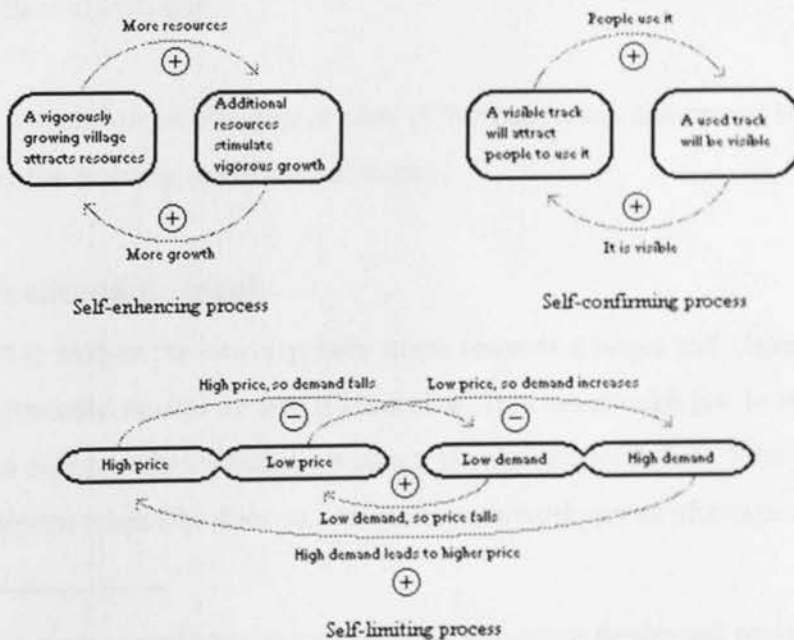 More resources
+
A vigorously
growing village
attracts resources
Additional
resources
stimulate
vigorous growth
+
More growth
Self-enhencing process
People use it
+
A visible track
will attract
people to use it
A used track
will be visible
+
It is visible
Self-confirming process
High price, so demand falls
Low price, so demand increases
−
−
High price
Low price
Low demand
High demand
+
Low demand, so price falls
High demand leads to higher price
+
Self-limiting process